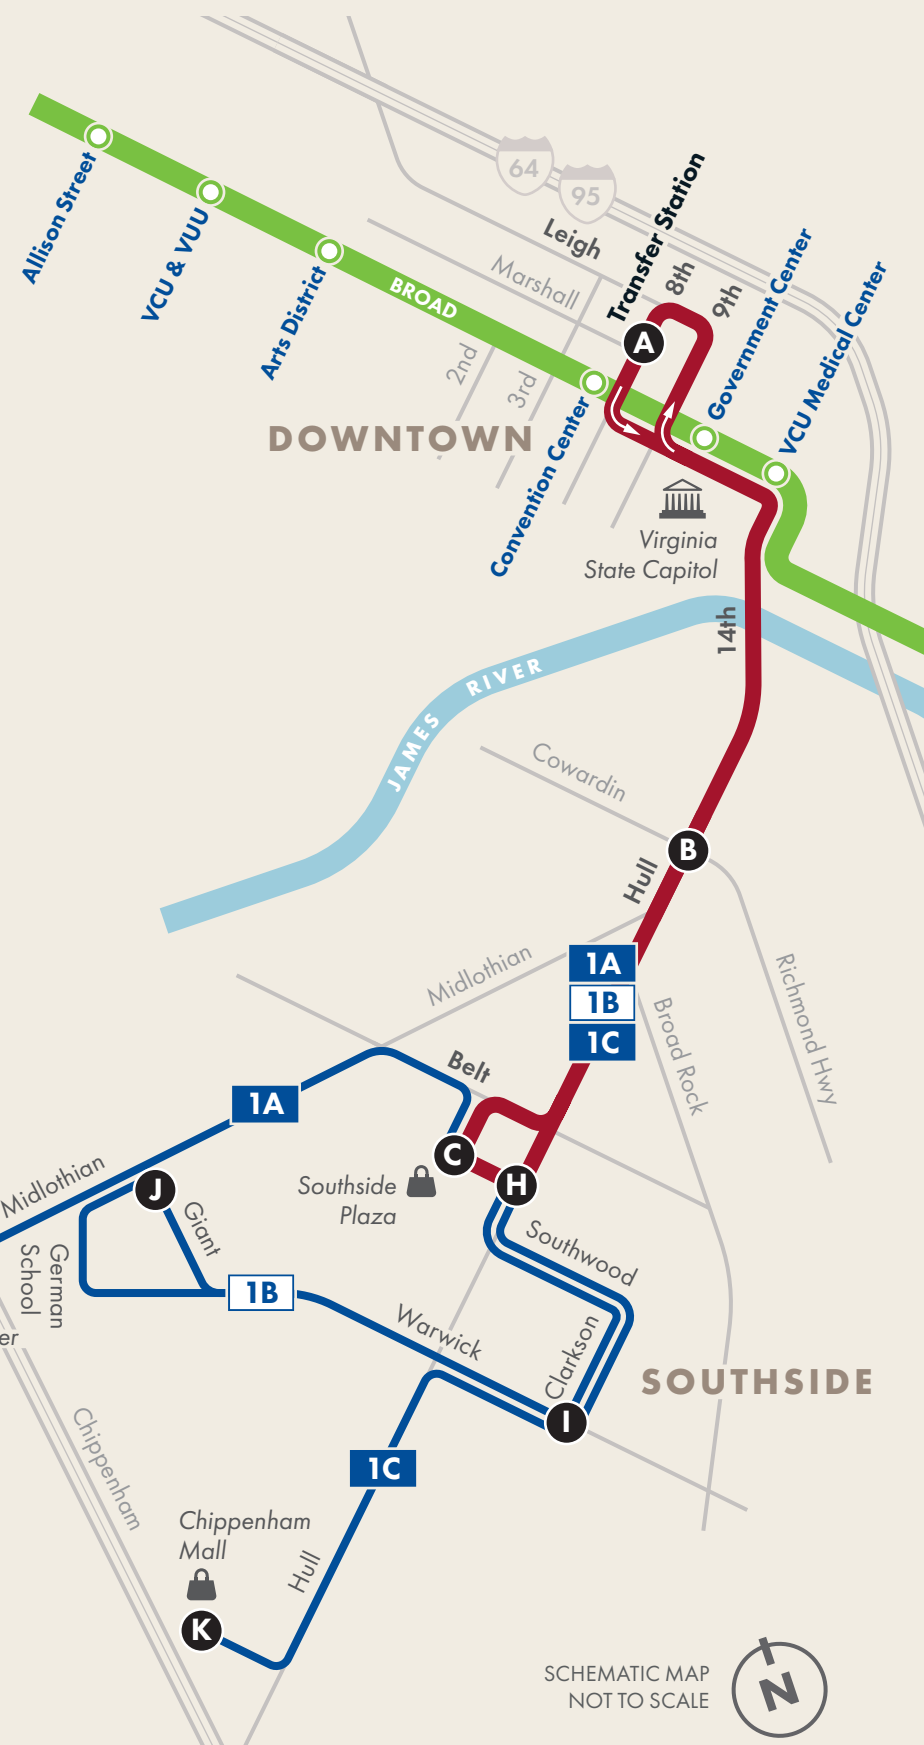 64
95
Allison Street
VCU & VUU
Arts District
BROAD
Leigh
Marshall
Transfer Station
8th
9th
Government Center
VCU Medical Center
A
2nd
3rd
DOWNTOWN
Convention Center
Virginia
State Capitol
14th
JAMES RIVER
Cowardin
B
Hull
Midlothian
1A
1B
1C
Broad Rock
Richmond Hwy
Belt
1A
C
H
Southside
Plaza
Midlothian
J
Giant
German
School
1B
Southwood
Warwick
Clarkson
er
SOUTHSIDE
I
Chippenham
1C
Chippenham
Mall
Hull
K
SCHEMATIC MAP
NOT TO SCALE
N